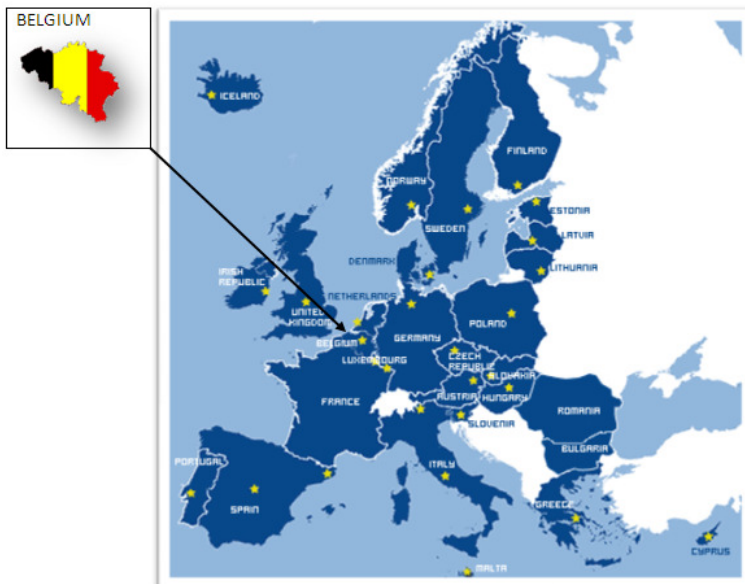 BELGIUM
ICELAND
FINLAND
NORWAY
SWEDEN
ESTONIA
LATVIA
LITHUANIA
DENMARK
IRISH
REPUBLIC
NETHERLANDS
UNITED
KINGDOM
POLAND
GERMANY
BELGIUM
LUXEMBOURG
CZECH
REPUBLIC
SLOVAKIA
AUSTRIA
HUNGARY
FRANCE
ROMANIA
SLOVENIA
BULGARIA
PORTUGAL
ITALY
SPAIN
GREECE
CYPRUS
MALTA